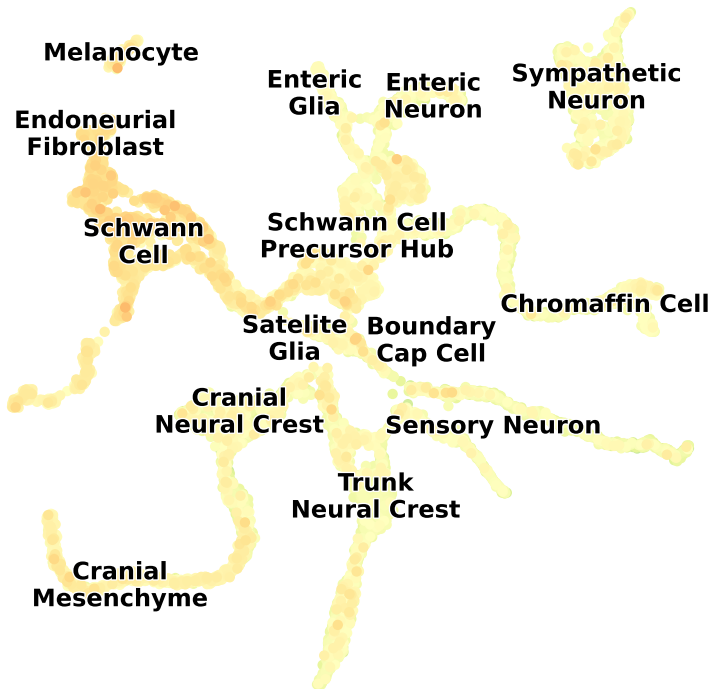 Melanocyte
Enteric
Glia
Enteric
Neuron
Sympathetic
Neuron
Endoneurial
Fibroblast
Schwann
Cell
Schwann Cell
Precursor Hub
Chromaffin Cell
Satelite
Glia
Boundary
Cap Cell
Cranial
Neural Crest
Sensory Neuron
Trunk
Neural Crest
Cranial
Mesenchyme